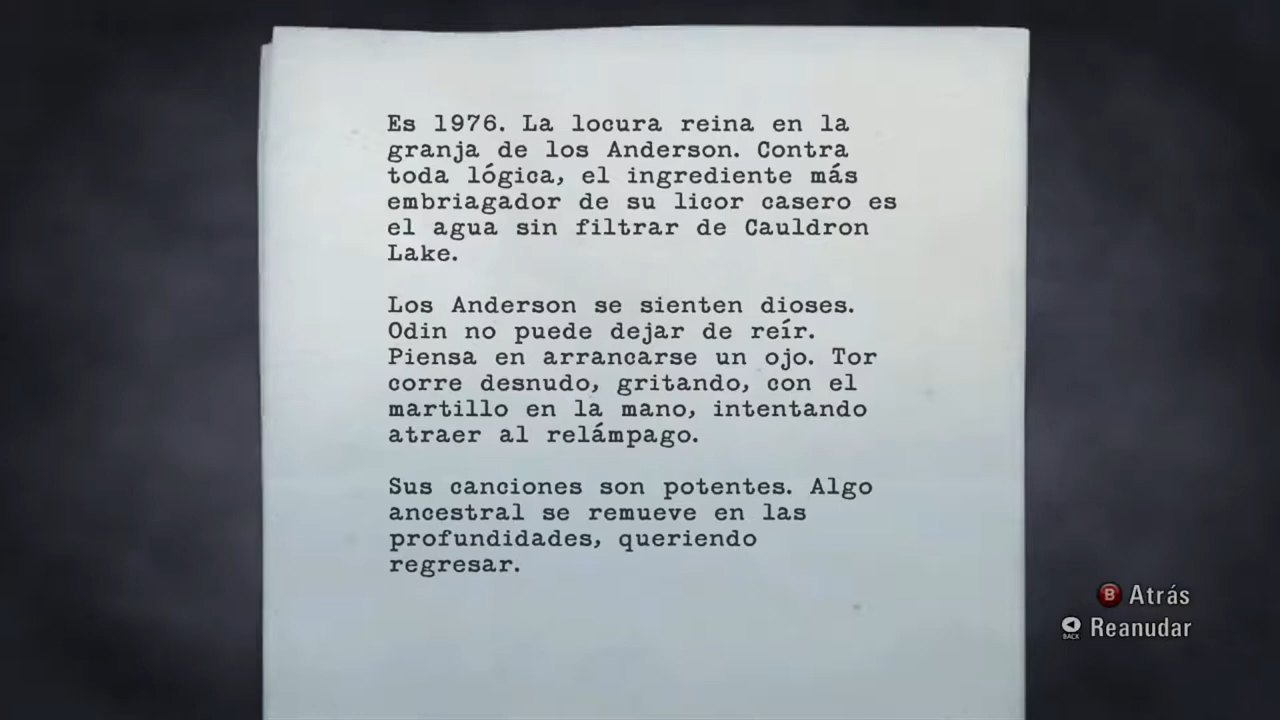 Es 1976. La locura reina en la
granja de los Anderson. Contra
toda lógica, el ingrediente más
embriagador de su licor casero es
el agua sin filtrar de Cauldron
Lake.
Los Anderson se sienten dioses.
Odin no puede dejar de reír.
Piensa en arrancarse un ojo. Tor
corre desnudo, gritando, con el
martillo en la mano, intentando
atraer al relámpago.
Sus canciones son potentes. Algo
ancestral se remueve en las
profundidades, queriendo
regresar.
B Atrás
BACK Reanudar